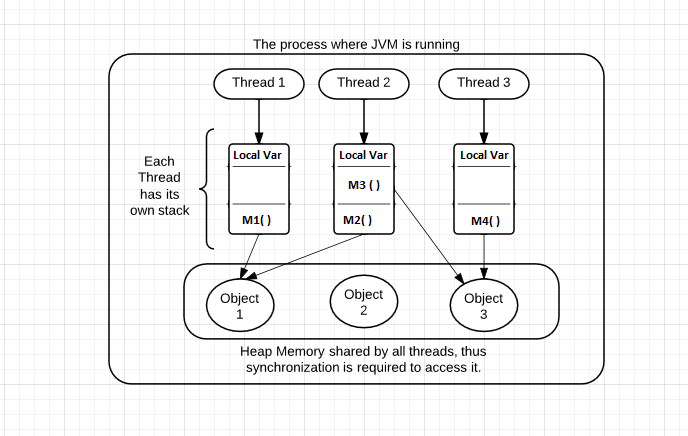 The process where JVM is running
Thread 1
Thread 2
Thread 3
Each
Thread
has its
own stack
Local Var
M1( )
Local Var
M3 ( )
M2( )
Local Var
M4( )
Object
1
Object
2
Object
3
Heap Memory shared by all threads, thus
synchronization is required to access it.